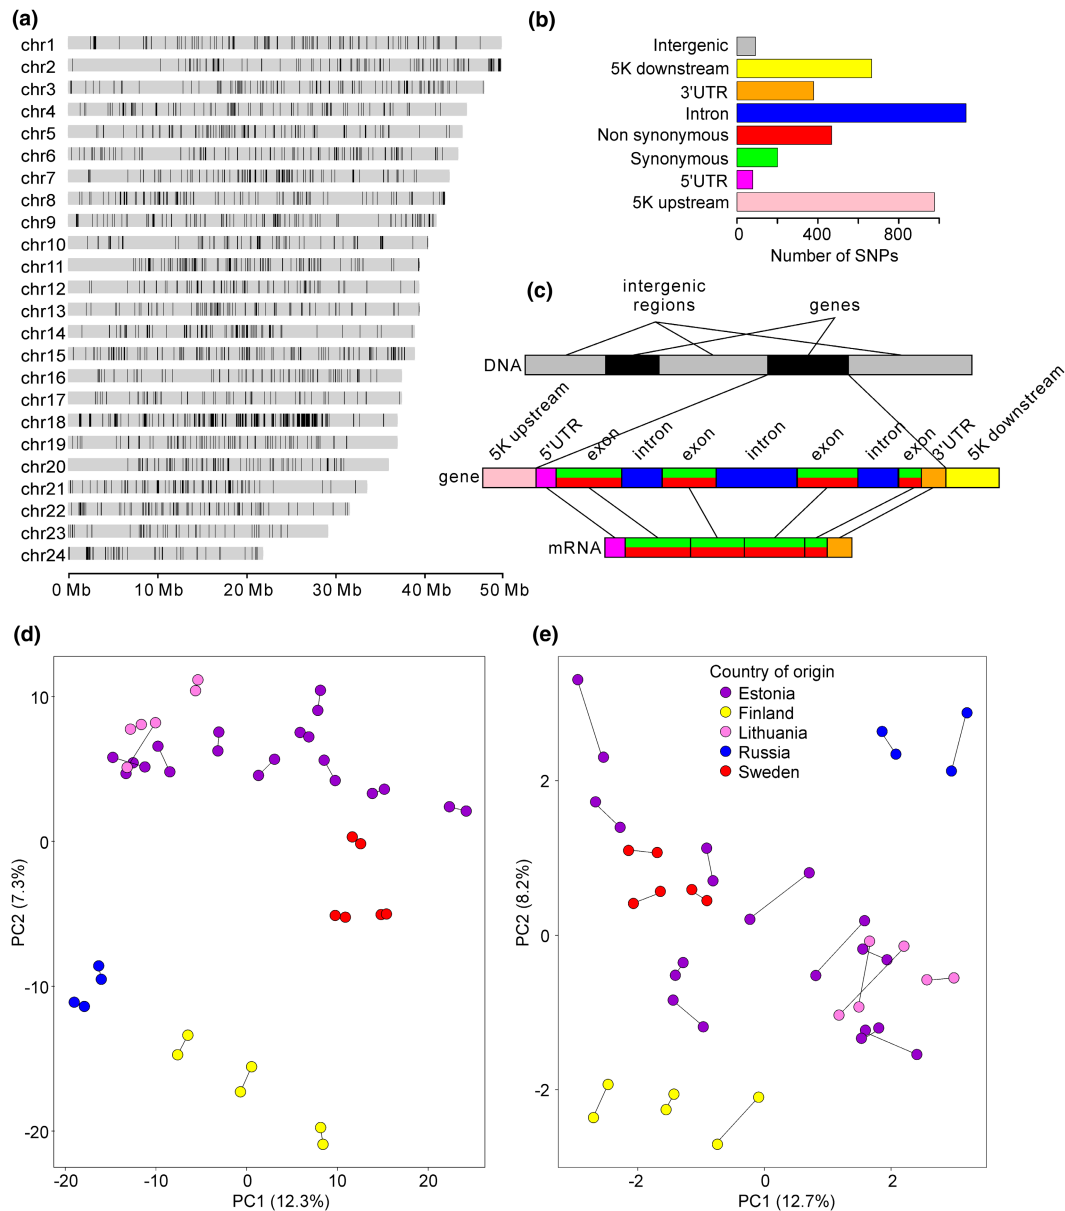 (a)
chr1
chr2
chr3
chr4
chr5
chr6
chr7
chr8
chr9
chr10
chr11
chr12
chr13
chr14
chr15
chr16
chr17
chr18
chr19
chr20
chr21
chr22
chr23
chr24
0 Mb 10 Mb 20 Mb 30 Mb 40 Mb 50 Mb
(b)
Intergenic
5K downstream
3'UTR
Intron
Non synonymous
Synonymous
5'UTR
5K upstream
0 400 800
Number of SNPs
(c)
intergenic
regions
genes
DNA
5K upstream
5'UTR
exon
intron
exon
intron
exon
intron
exon
3'UTR
5K downstream
gene
mRNA
(d)
10
0
-10
-20
PC2 (7.3%)
-20 -10 0 10 20
PC1 (12.3%)
(e)
Country of origin
Estonia
Finland
Lithuania
Russia
Sweden
2
0
-2
PC2 (8.2%)
-2 0 2
PC1 (12.7%)